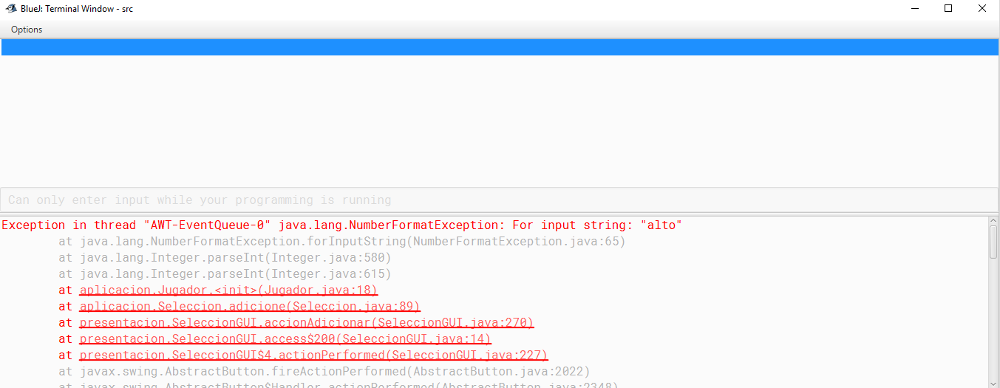 BlueJ: Terminal Window - src
Options
Can only enter input while your programming is running
Exception in thread "AWT-EventQueue-0" java.lang.NumberFormatException: For input string: "alto"
at java.lang.NumberFormatException.forInputString(NumberFormatException.java:65)
at java.lang.Integer.parseInt(Integer.java:580)
at java.lang.Integer.parseInt(Integer.java:615)
at aplicacion.Jugador.<init>(Jugador.java:18)
at aplicacion.Seleccion.adicione(Seleccion.java:89)
at presentacion.SeleccionGUI.accionAdicionar(SeleccionGUI.java:270)
at presentacion.SeleccionGUI.access$200(SeleccionGUI.java:14)
at presentacion.SeleccionGUI$4.actionPerformed(SeleccionGUI.java:227)
at javax.swing.AbstractButton.fireActionPerformed(AbstractButton.java:2022)
at javax.swing.AbstractButton$Handler.actionPerformed(AbstractButton.java:2348)